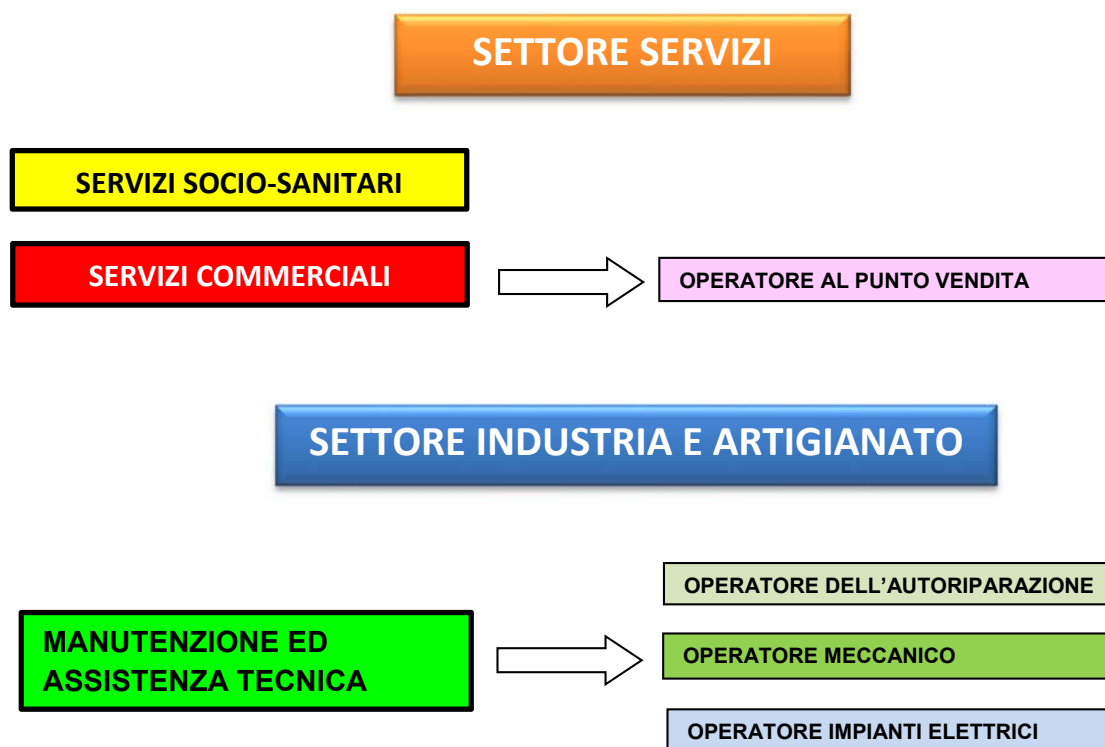 SETTORE SERVIZI
SERVIZI SOCIO-SANITARI
SERVIZI COMMERCIALI
OPERATORE AL PUNTO VENDITA
SETTORE INDUSTRIA E ARTIGIANATO
OPERATORE DELL’AUTORIPARAZIONE
MANUTENZIONE ED
ASSISTENZA TECNICA
OPERATORE MECCANICO
OPERATORE IMPIANTI ELETTRICI